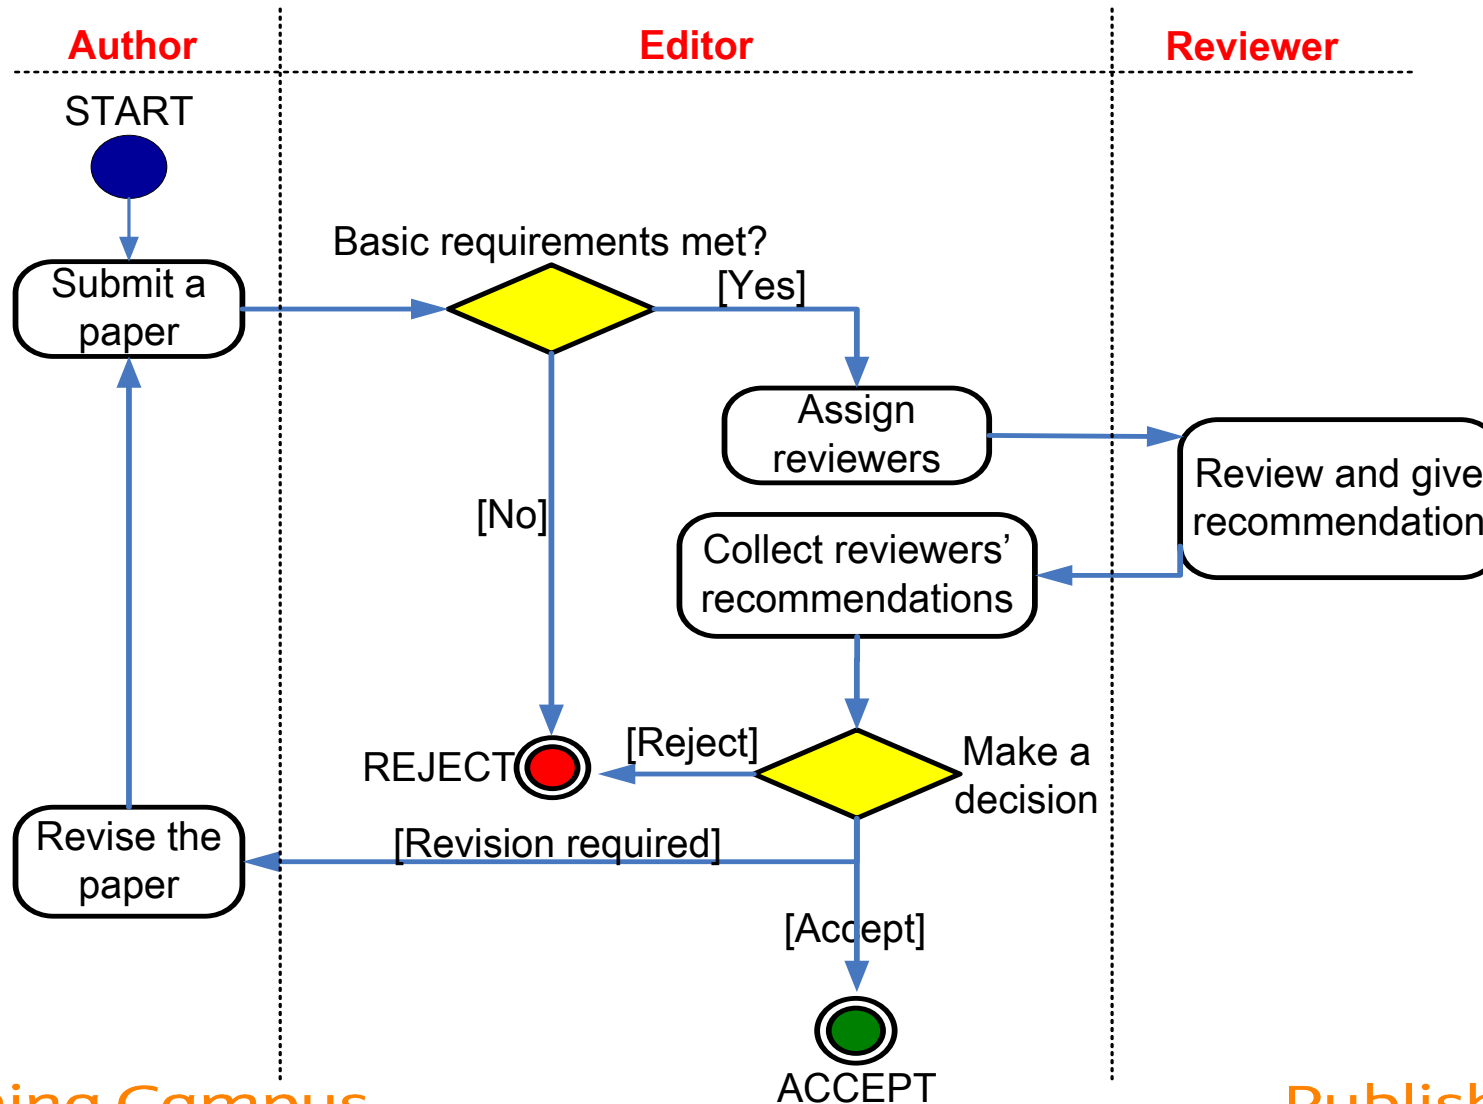 Author
Editor
Reviewer
START
Basic requirements met?
Submit a
paper
[Yes]
Assign
reviewers
Review and give
recommendation
[No]
Collect reviewers’
recommendations
REJECT
[Reject]
Make a
decision
Revise the
paper
[Revision required]
[Accept]
ACCEPT
Campus